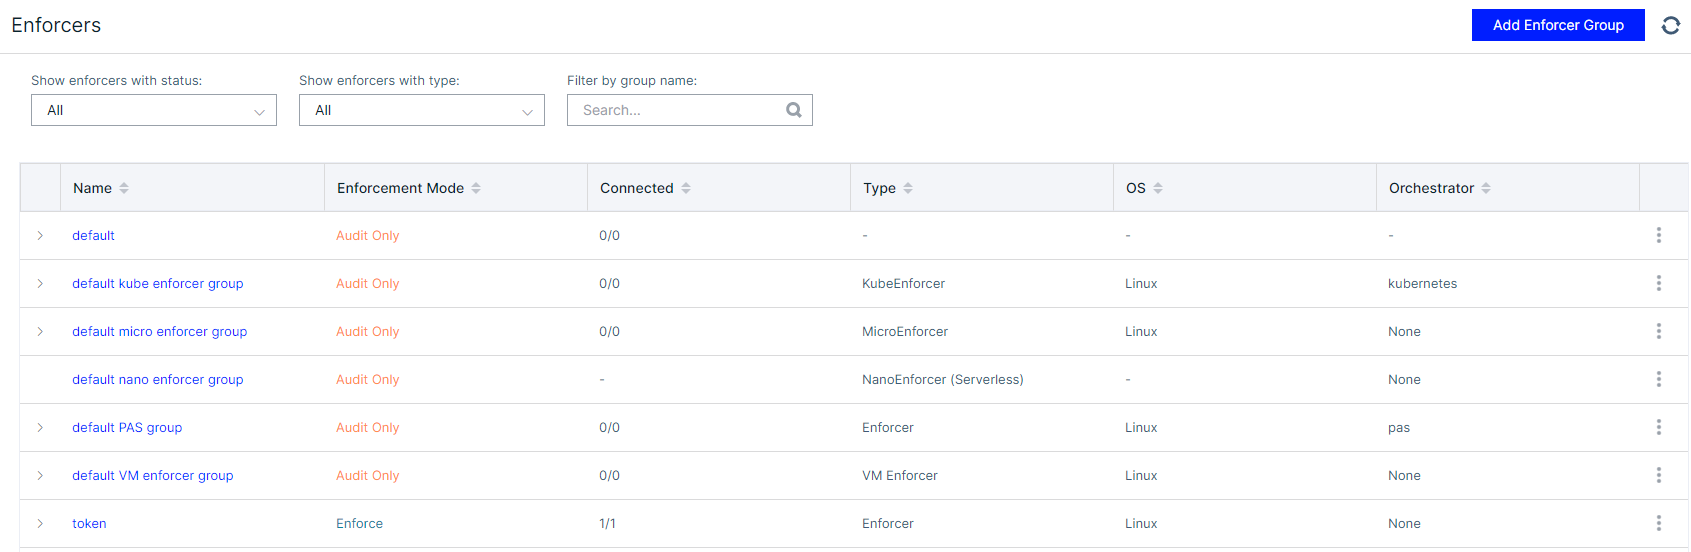 Enforcers
Add Enforcer Group
Show enforcers with status: Show enforcers with type: Filter by group name:
All All Search...
Name Enforcement Mode Connected Type OS Orchestrator
default Audit Only 0/0 - - -
default kube enforcer group Audit Only 0/0 KubeEnforcer Linux kubernetes
default micro enforcer group Audit Only 0/0 MicroEnforcer Linux None
default nano enforcer group Audit Only - NanoEnforcer (Serverless) - None
default PAS group Audit Only 0/0 Enforcer Linux pas
default VM enforcer group Audit Only 0/0 VM Enforcer Linux None
token Enforce 1/1 Enforcer Linux None